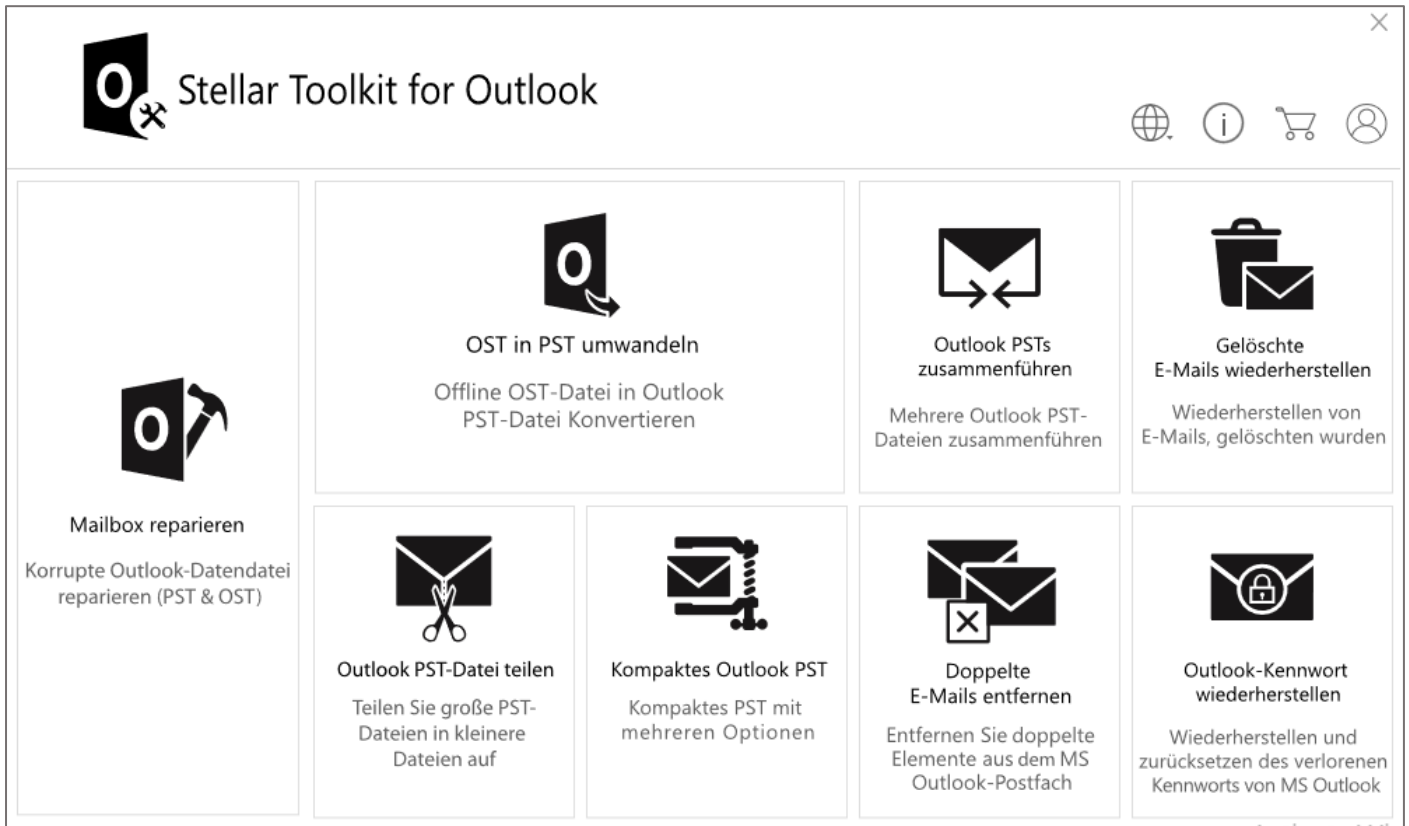 Stellar Toolkit for Outlook
Mailbox reparieren
Korrupte Outlook-Datendatei
reparieren (PST & OST)
OST in PST umwandeln
Offline OST-Datei in Outlook
PST-Datei Konvertieren
Outlook PSTs
zusammenführen
Mehrere Outlook PST-
Dateien zusammenführen
Gelöschte
E-Mails wiederherstellen
Wiederherstellen von
E-Mails, gelöschten wurden
Outlook PST-Datei teilen
Teilen Sie große PST-
Dateien in kleinere
Dateien auf
Kompaktes Outlook PST
Kompaktes PST mit
mehreren Optionen
Doppelte
E-Mails entfernen
Entfernen Sie doppelte
Elemente aus dem MS
Outlook-Postfach
Outlook-Kennwort
wiederherstellen
Wiederherstellen und
zurücksetzen des verlorenen
Kennworts von MS Outlook